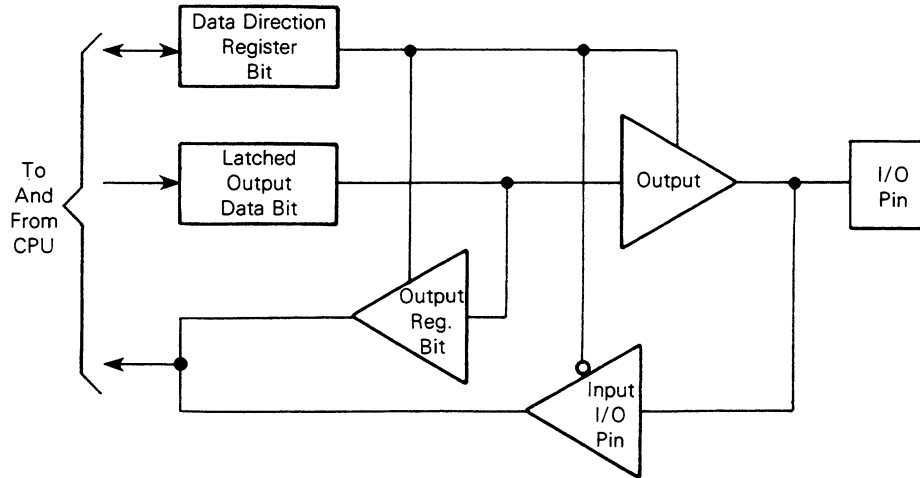 Data Direction
Register
Bit
To
And
From
CPU
Latched
Output
Data Bit
Output
I/O
Pin
Output
Reg.
Bit
Input
I/O
Pin